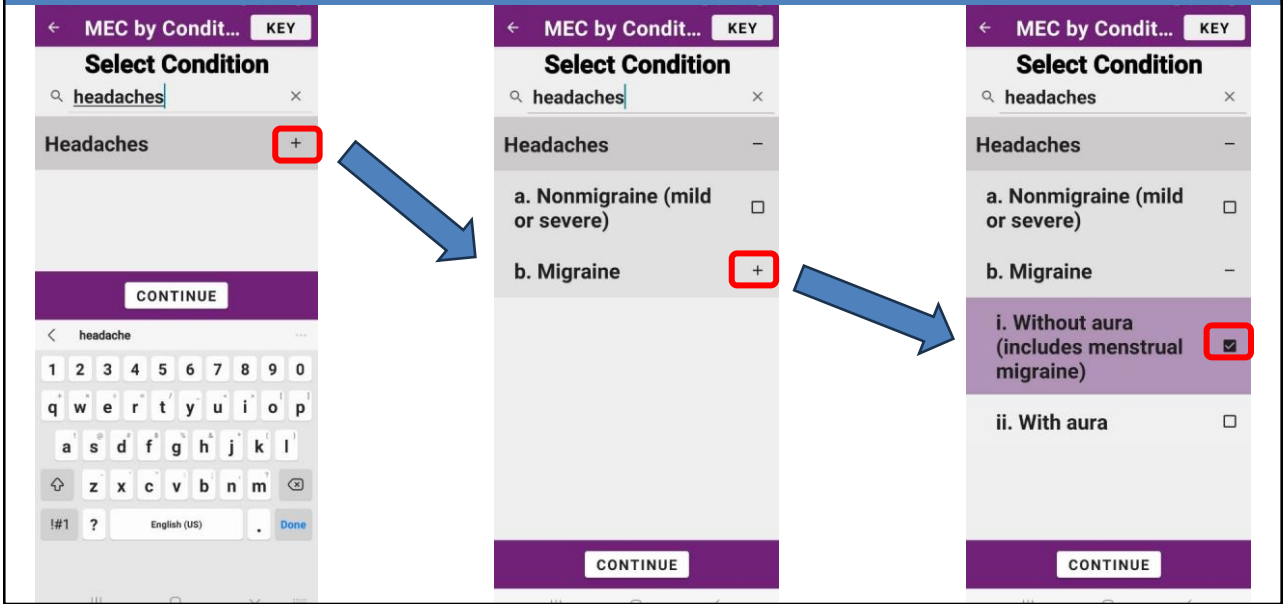 MEC by Condit... KEY
Select Condition
headaches
Headaches
CONTINUE
headache
1 2 3 4 5 6 7 8 9 0
q w e r t y u i o p
a s d f g h j k l
z x c v b n m
!#1 ? English (US) . Done
MEC by Condit... KEY
Select Condition
headaches
Headaches
a. Nonmigraine (mild
or severe)
b. Migraine
CONTINUE
MEC by Condit... KEY
Select Condition
headaches
Headaches
a. Nonmigraine (mild
or severe)
b. Migraine
i. Without aura
(includes menstrual
migraine)
ii. With aura
CONTINUE